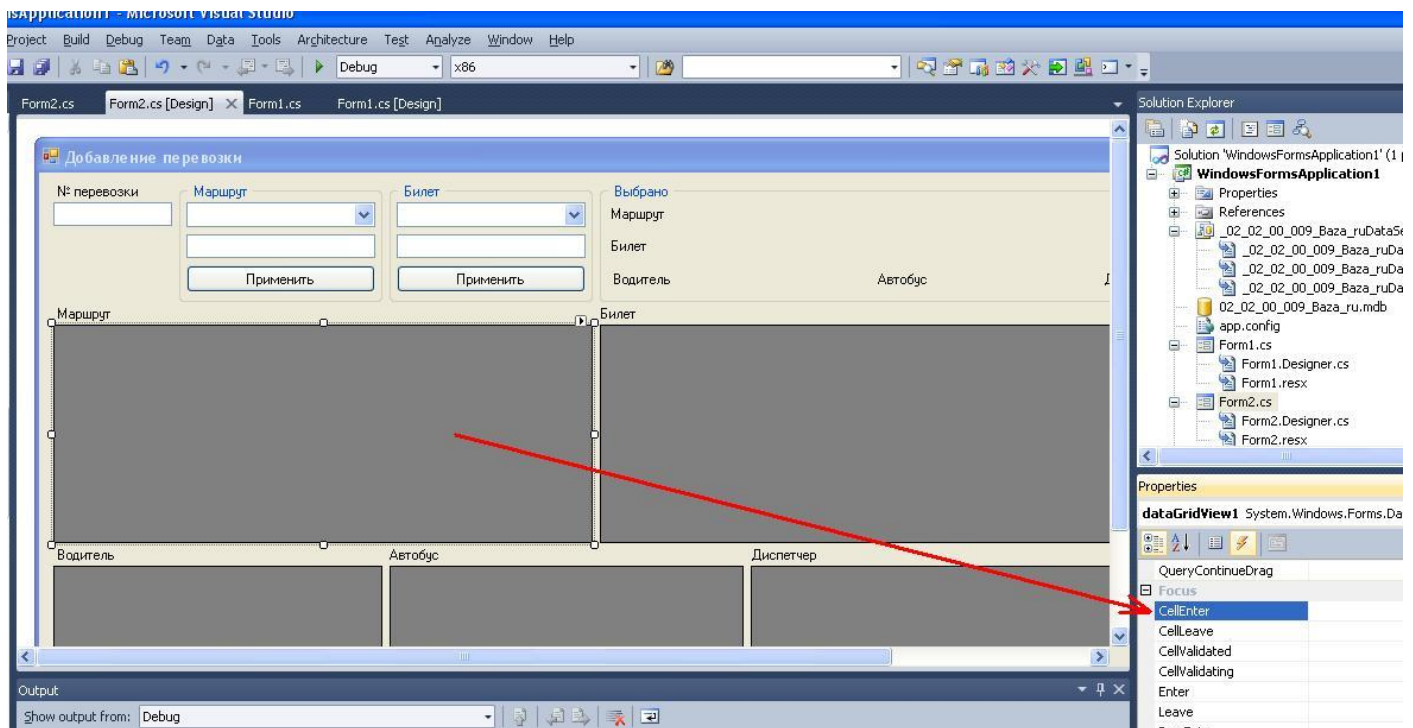 sApplication1 - Microsoft Visual Studio
Project Build Debug Team Data Tools Architecture Test Analyze Window Help
Debug x86
Form2.cs Form2.cs [Design] Form1.cs Form1.cs [Design]
Добавление перевозки
№ перевозки Маршрут Билет Выбрано
Маршрут
Билет
Применить Применить Водитель Автобус Д
Маршрут Билет
Водитель Автобус Диспетчер
Output
Show output from: Debug
Solution Explorer
Solution 'WindowsFormsApplication1' (1 p
WindowsFormsApplication1
Properties
References
_02_02_00_009_Baza_ruDataSe
_02_02_00_009_Baza_ruDa
_02_02_00_009_Baza_ruDa
_02_02_00_009_Baza_ruDa
02_02_00_009_Baza_ru.mdb
app.config
Form1.cs
Form1.Designer.cs
Form1.resx
Form2.cs
Form2.Designer.cs
Form2.resx
Properties
dataGridView1 System.Windows.Forms.Da
QueryContinueDrag
Focus
CellEnter
CellLeave
CellValidated
CellValidating
Enter
Leave